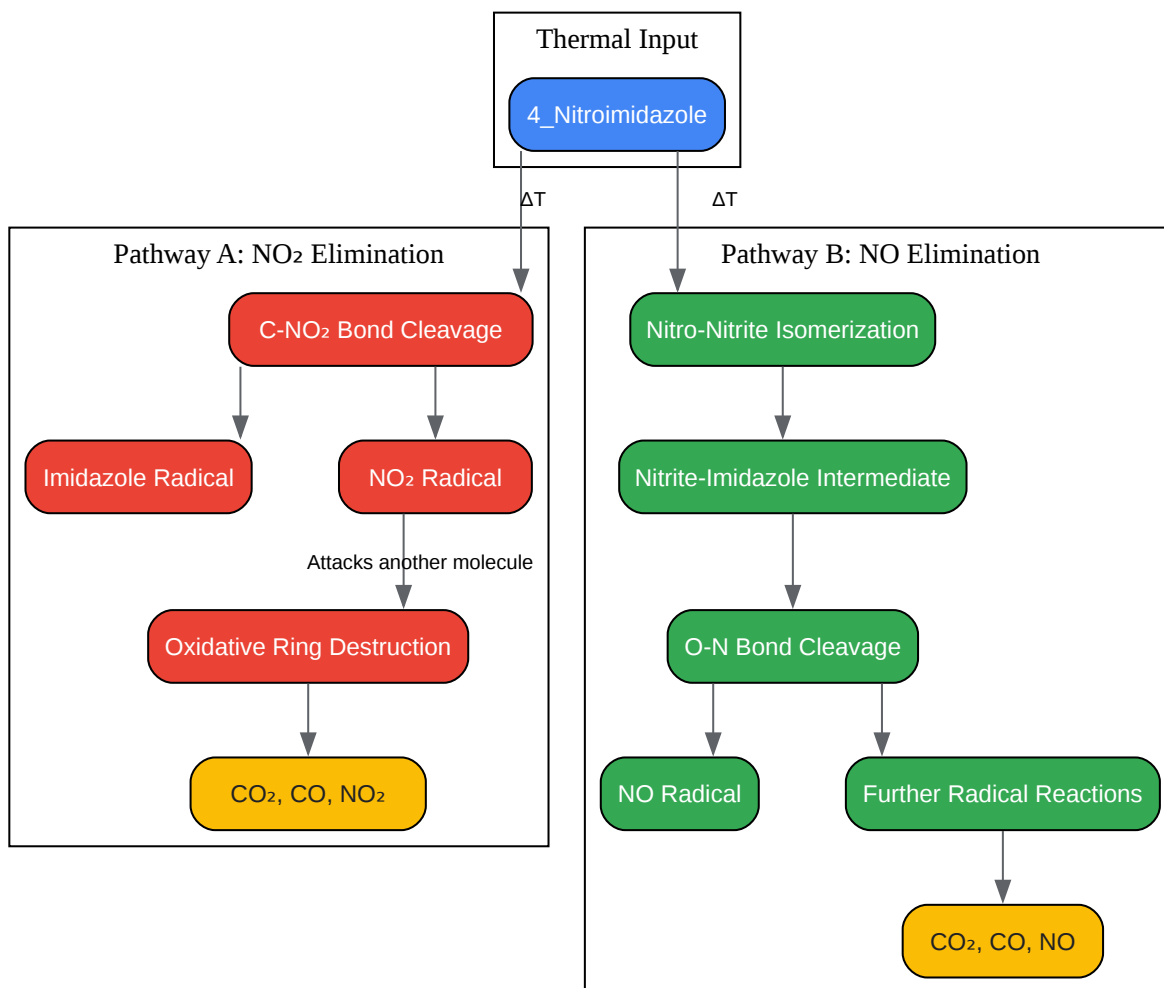 Thermal Input
4_Nitroimidazole
ΔT
ΔT
Pathway A: NO₂ Elimination
C-NO₂ Bond Cleavage
Imidazole Radical
NO₂ Radical
Attacks another molecule
Oxidative Ring Destruction
CO₂, CO, NO₂
Pathway B: NO Elimination
Nitro-Nitrite Isomerization
Nitrite-Imidazole Intermediate
O-N Bond Cleavage
NO Radical
Further Radical Reactions
CO₂, CO, NO